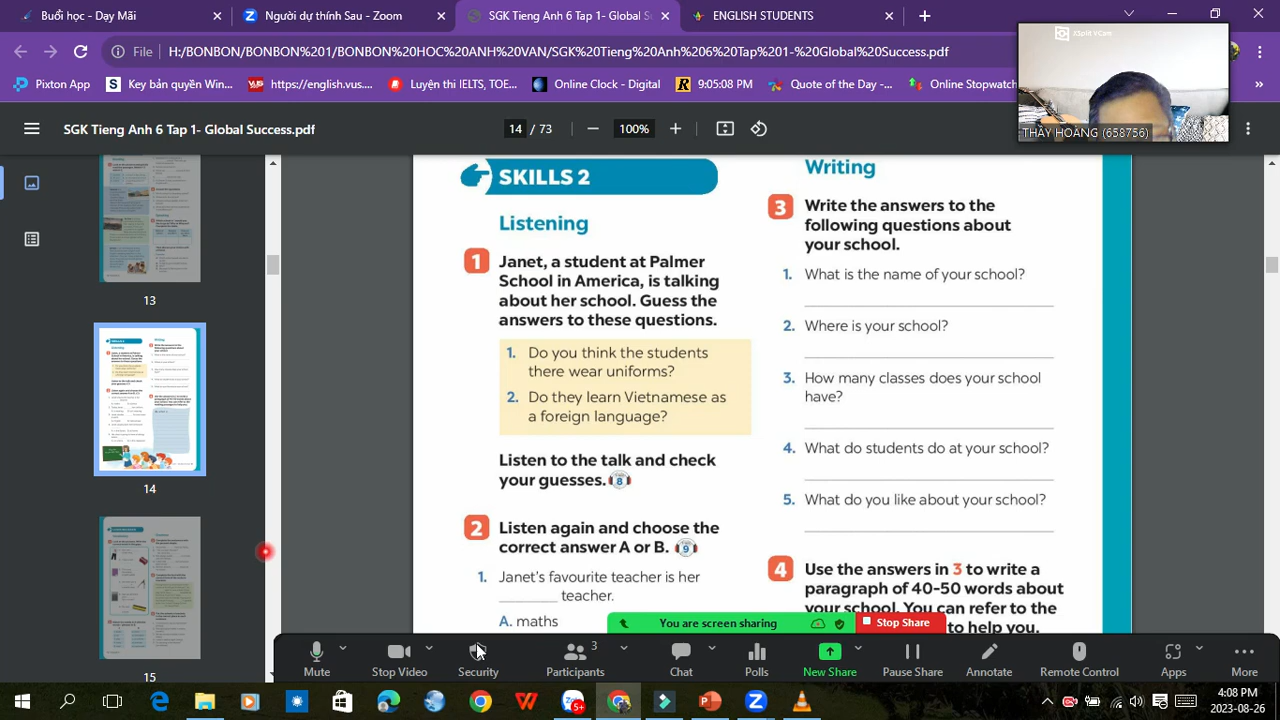 Buổi học - Day Mãi
Người dự thi - Zoom
SGK Tieng Anh 6 Tap 1- Global S
ENGLISH STUDENTS
File
H:/BONBON/BONBON%201/BON
HOC%20ANH%20VAN/SGK%20Tieng%20Anh%206%20Tap%201-%20Global%20Success.pdf
XSplit VCam
Pixton App
Key bản quyền Win...
https://english.vus....
thi IELTS, TOE...
Online Clock - Digital
9:05:08 PM
Quote of the Day -...
Online Stopwatch
THẦY HOÀNG (658756)
SGK Tieng Anh 6 Tap 1- Global Success.pdf
14 / 73
100%
13
14
15
SKILLS 2
Listening
1 Janet, a student at Palmer
School in America, is talking
about her school. Guess the
answers to these questions.
1. Do you think the students
there wear uniforms?
2. Do they learn Vietnamese as
a foreign language?
Listen to the talk and check
your guesses. 8
2 Listen again and choose the
correct answer A or B. 9
1. Janet's favourite teacher is her
________ teacher.
A. maths
Writing
3 Write the answers to the
following questions about
your school.
1. What is the name of your school?
2. Where is your school?
3. How many classes does your school
have?
4. What do students do at your school?
5. What do you like about your school?
4 Use the answers in 3 to write a
paragraph of 40-50 words about
your school. You can refer to the
to help you.
You are screen sharing
Stop Share
Mute
Stop Video
Security
Participants
3
Chat
Polls
New Share
Pause Share
Annotate
Remote Control
Apps
More
5+
4:08 PM
2023-08-26